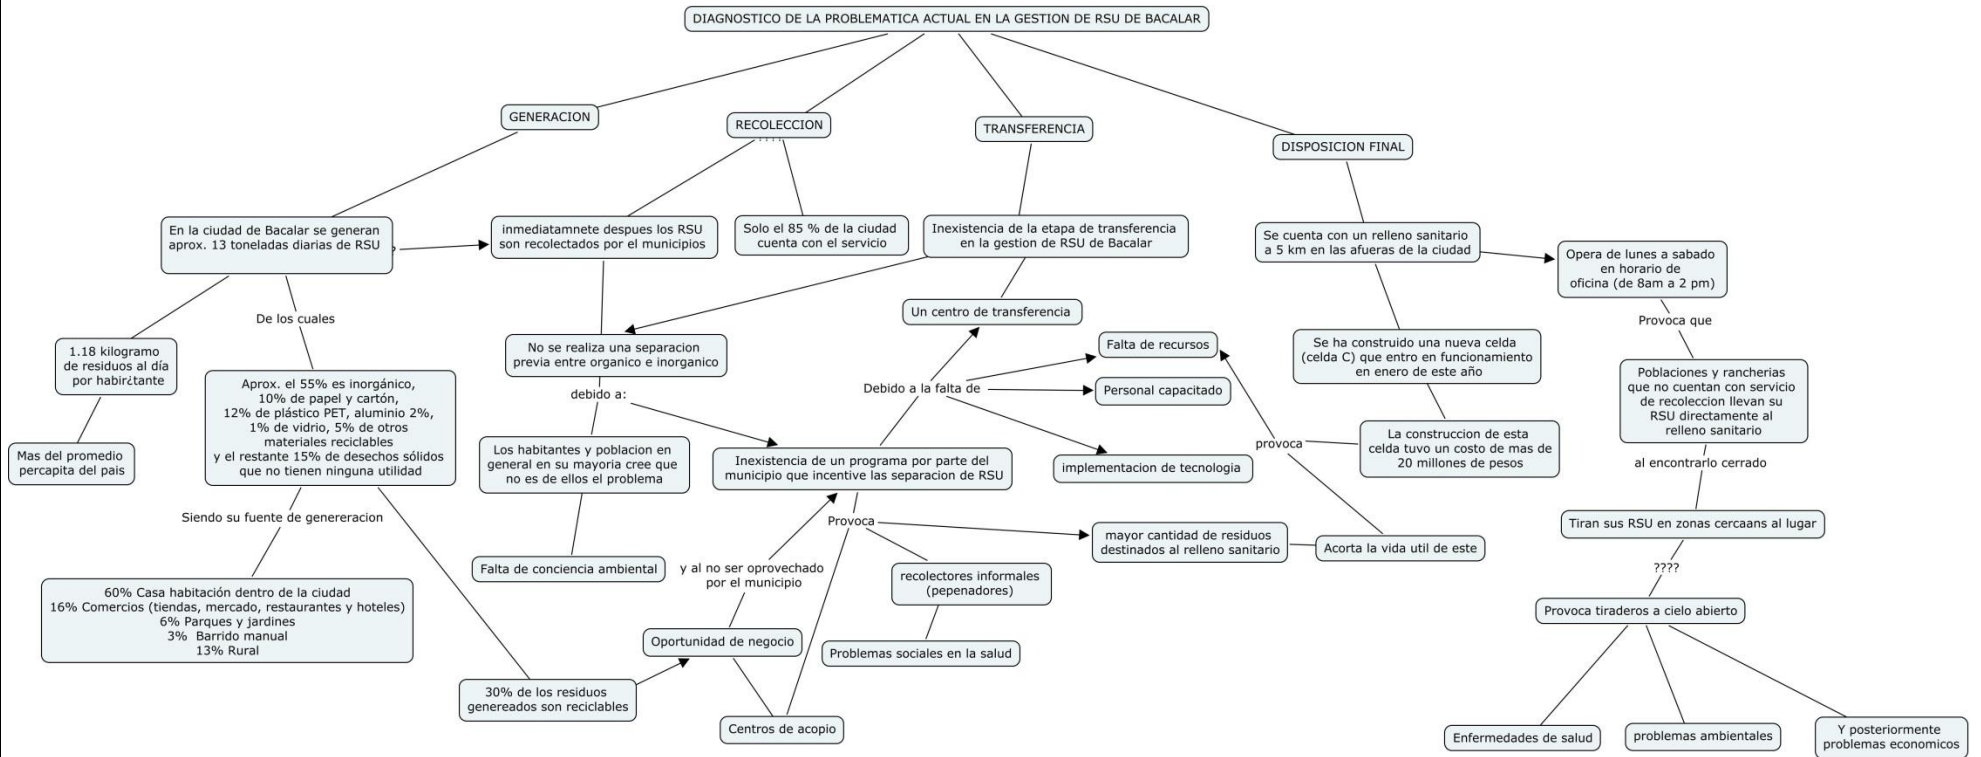 DIAGNOSTICO DE LA PROBLEMATICA ACTUAL EN LA GESTION DE RSU DE BACALAR
GENERACION
RECOLECCION
TRANSFERENCIA
DISPOSICION FINAL
En la ciudad de Bacalar se generan
aprox. 13 toneladas diarias de RSU
inmediatamnete despues los RSU
son recolectados por el municipios
Solo el 85 % de la ciudad
cuenta con el servicio
Inexistencia de la etapa de transferencia
en la gestion de RSU de Bacalar
Se cuenta con un relleno sanitario
a 5 km en las afueras de la ciudad
Opera de lunes a sabado
en horario de
oficina (de 8am a 2 pm)
De los cuales
Un centro de transferencia
Provoca que
1.18 kilogramo
de residuos al día
por habir¿tante
No se realiza una separacion
previa entre organico e inorganico
Falta de recursos
Se ha construido una nueva celda
(celda C) que entro en funcionamiento
en enero de este año
Poblaciones y rancherias
que no cuentan con servicio
de recoleccion llevan su
RSU directamente al
relleno sanitario
Aprox. el 55% es inorgánico,
10% de papel y cartón,
12% de plástico PET, aluminio 2%,
1% de vidrio, 5% de otros
materiales reciclables
y el restante 15% de desechos sólidos
que no tienen ninguna utilidad
debido a:
Debido a la falta de
Personal capacitado
Mas del promedio
percapita del pais
Los habitantes y poblacion en
general en su mayoria cree que
no es de ellos el problema
Inexistencia de un programa por parte del
municipio que incentive las separacion de RSU
implementacion de tecnologia
provoca
La construccion de esta
celda tuvo un costo de mas de
20 millones de pesos
al encontrarlo cerrado
Siendo su fuente de genereracion
Provoca
Tiran sus RSU en zonas cercaans al lugar
mayor cantidad de residuos
destinados al relleno sanitario
Acorta la vida util de este
Falta de conciencia ambiental
y al no ser oprovechado
por el municipio
recolectores informales
(pepenadores)
????
60% Casa habitación dentro de la ciudad
16% Comercios (tiendas, mercado, restaurantes y hoteles)
6% Parques y jardines
3% Barrido manual
13% Rural
Provoca tiraderos a cielo abierto
Oportunidad de negocio
Problemas sociales en la salud
30% de los residuos
genereados son reciclables
Centros de acopio
Enfermedades de salud
problemas ambientales
Y posteriormente
problemas economicos